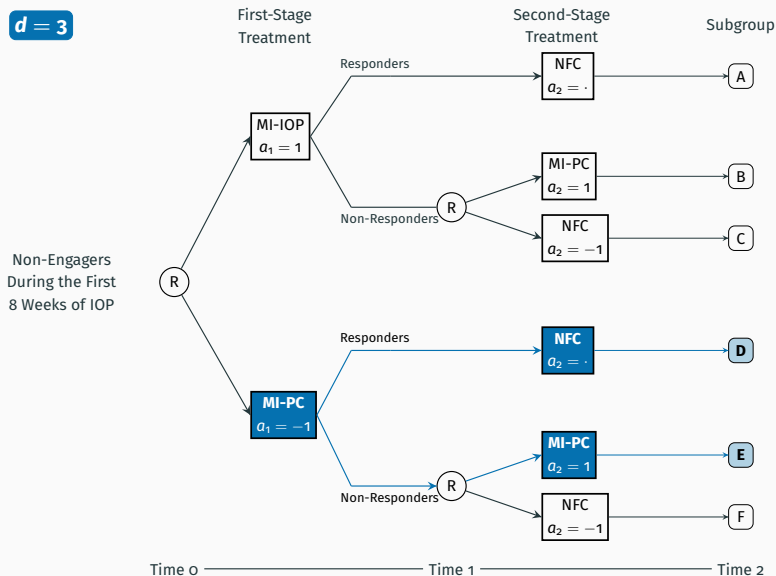 d = 3
First-Stage
Treatment
Second-Stage
Treatment
Subgroup
Responders
NFC
a₂ = ·
A
MI-IOP
a₁ = 1
MI-PC
a₂ = 1
B
Non-Responders
R
NFC
a₂ = −1
C
Non-Engagers
During the First
8 Weeks of IOP
R
Responders
NFC
a₂ = ·
D
MI-PC
a₁ = −1
MI-PC
a₂ = 1
E
Non-Responders
R
NFC
a₂ = −1
F
Time 0
Time 1
Time 2